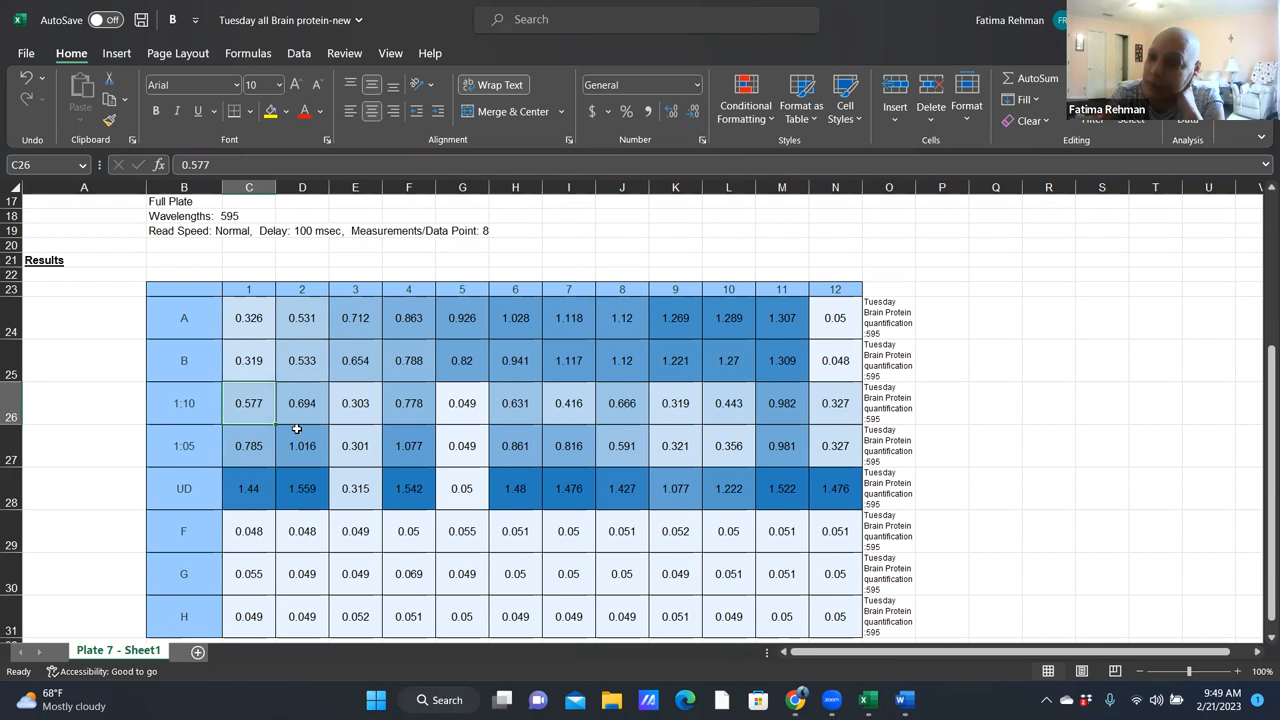 AutoSave Off B Tuesday all Brain protein-new Search Fatima Rehman FR
File Home Insert Page Layout Formulas Data Review View Help
Arial 10 Wrap Text General AutoSum
Paste B I U Merge & Center $ % Conditional Formatting Format as Table Cell Styles Insert Delete Format Fill Clear Fatima Rehman
Undo Clipboard Font Alignment Number Styles Cells Editing Analysis
C26 fx 0.577
A B C D E F G H I J K L M N O P Q R S T U
17 Full Plate
18 Wavelengths: 595
19 Read Speed: Normal, Delay: 100 msec, Measurements/Data Point: 8
20
21 Results
22
23 1 2 3 4 5 6 7 8 9 10 11 12
24 A 0.326 0.531 0.712 0.863 0.926 1.028 1.118 1.12 1.269 1.289 1.307 0.05 Tuesday Brain Protein quantification :595
25 B 0.319 0.533 0.654 0.788 0.82 0.941 1.117 1.12 1.221 1.27 1.309 0.048 Tuesday Brain Protein quantification :595
26 1:10 0.577 0.694 0.303 0.778 0.049 0.631 0.416 0.666 0.319 0.443 0.982 0.327 Tuesday Brain Protein quantification :595
27 1:05 0.785 1.016 0.301 1.077 0.049 0.861 0.816 0.591 0.321 0.356 0.981 0.327 Tuesday Brain Protein quantification :595
28 UD 1.44 1.559 0.315 1.542 0.05 1.48 1.476 1.427 1.077 1.222 1.522 1.476 Tuesday Brain Protein quantification :595
29 F 0.048 0.048 0.049 0.05 0.055 0.051 0.05 0.051 0.052 0.05 0.051 0.051 Tuesday Brain Protein quantification :595
30 G 0.055 0.049 0.049 0.069 0.049 0.05 0.05 0.05 0.049 0.051 0.051 0.05 Tuesday Brain Protein quantification :595
31 H 0.049 0.049 0.052 0.051 0.05 0.049 0.049 0.049 0.051 0.049 0.05 0.05 Tuesday Brain Protein quantification :595
Plate 7 - Sheet1
Ready Accessibility: Good to go 100%
68°F Search 9:49 AM
Mostly cloudy 2/21/2023